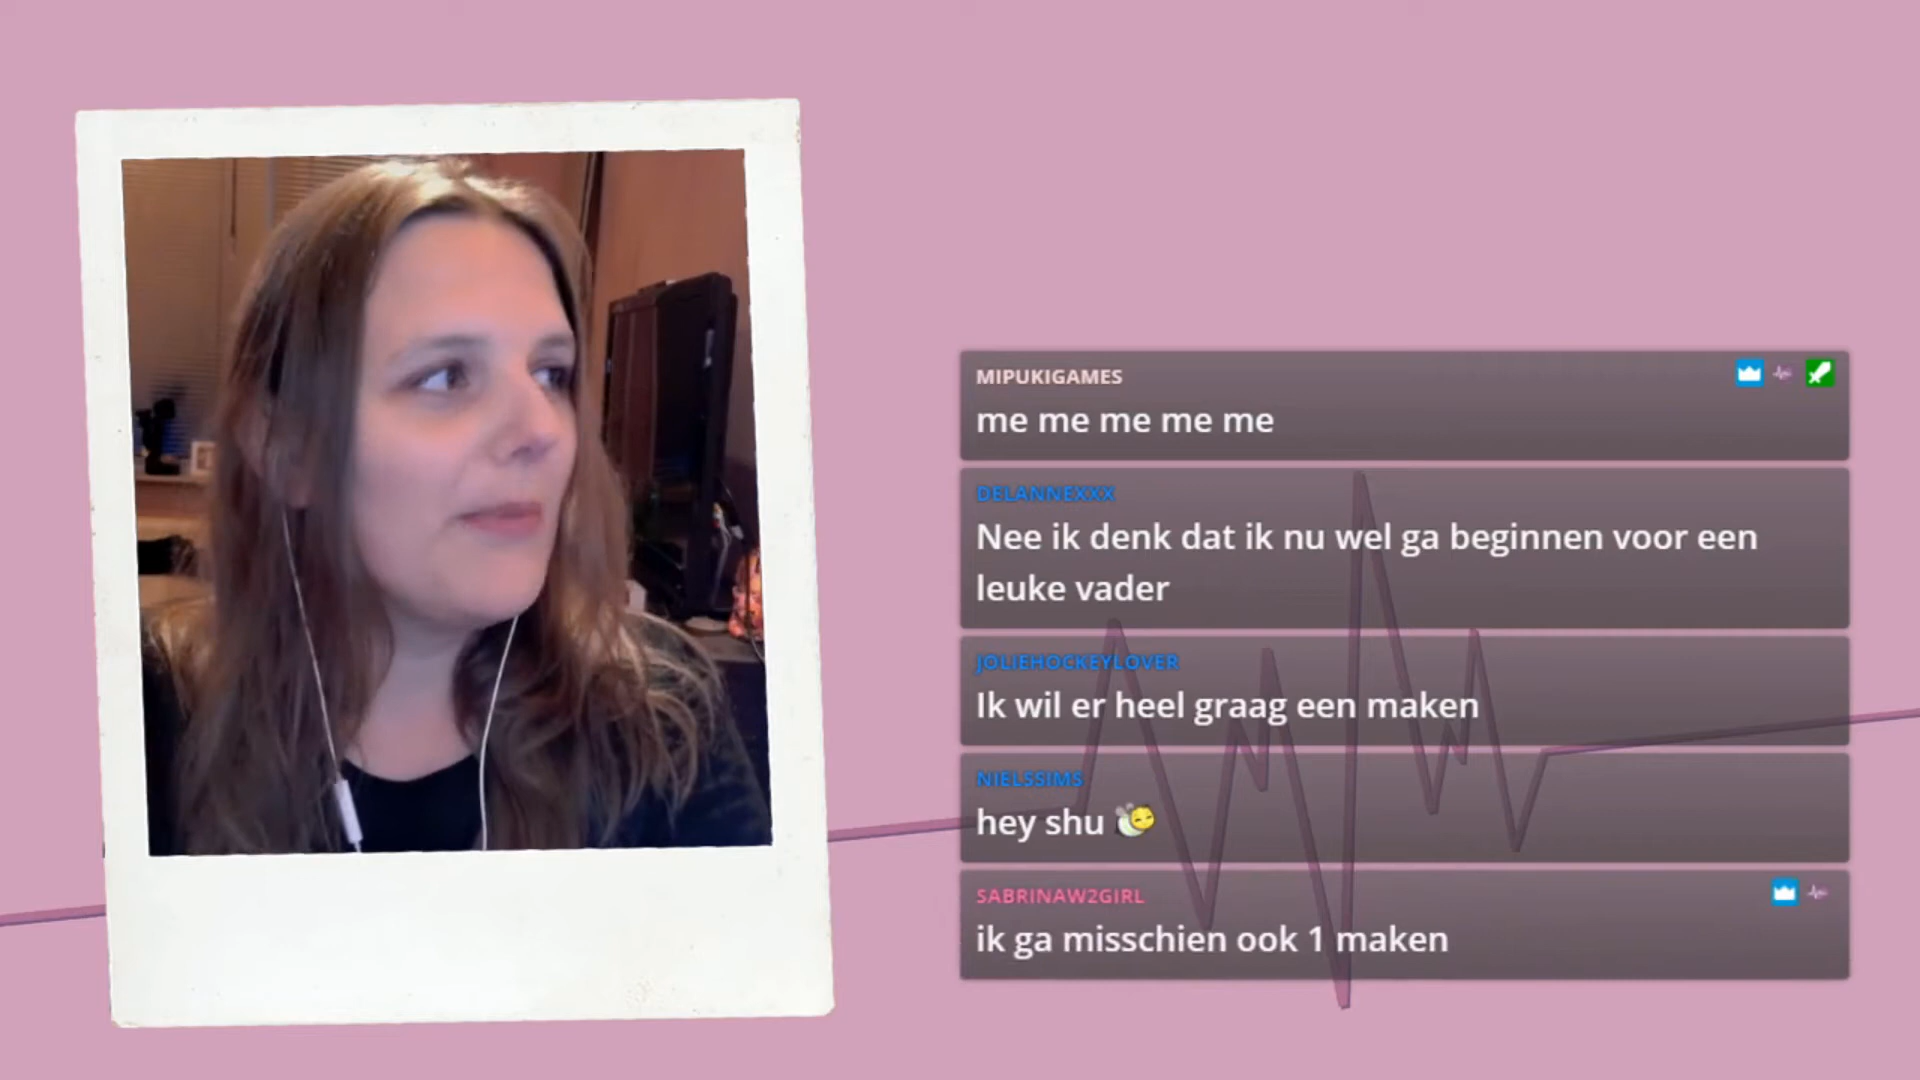 MIPUKIGAMES
me me me me me
DELANNEXXX
Nee ik denk dat ik nu wel ga beginnen voor een
leuke vader
JOLIEHOCKEYLOVER
Ik wil er heel graag een maken
NIELSSIMS
hey shu
SABRINAW2GIRL
ik ga misschien ook 1 maken